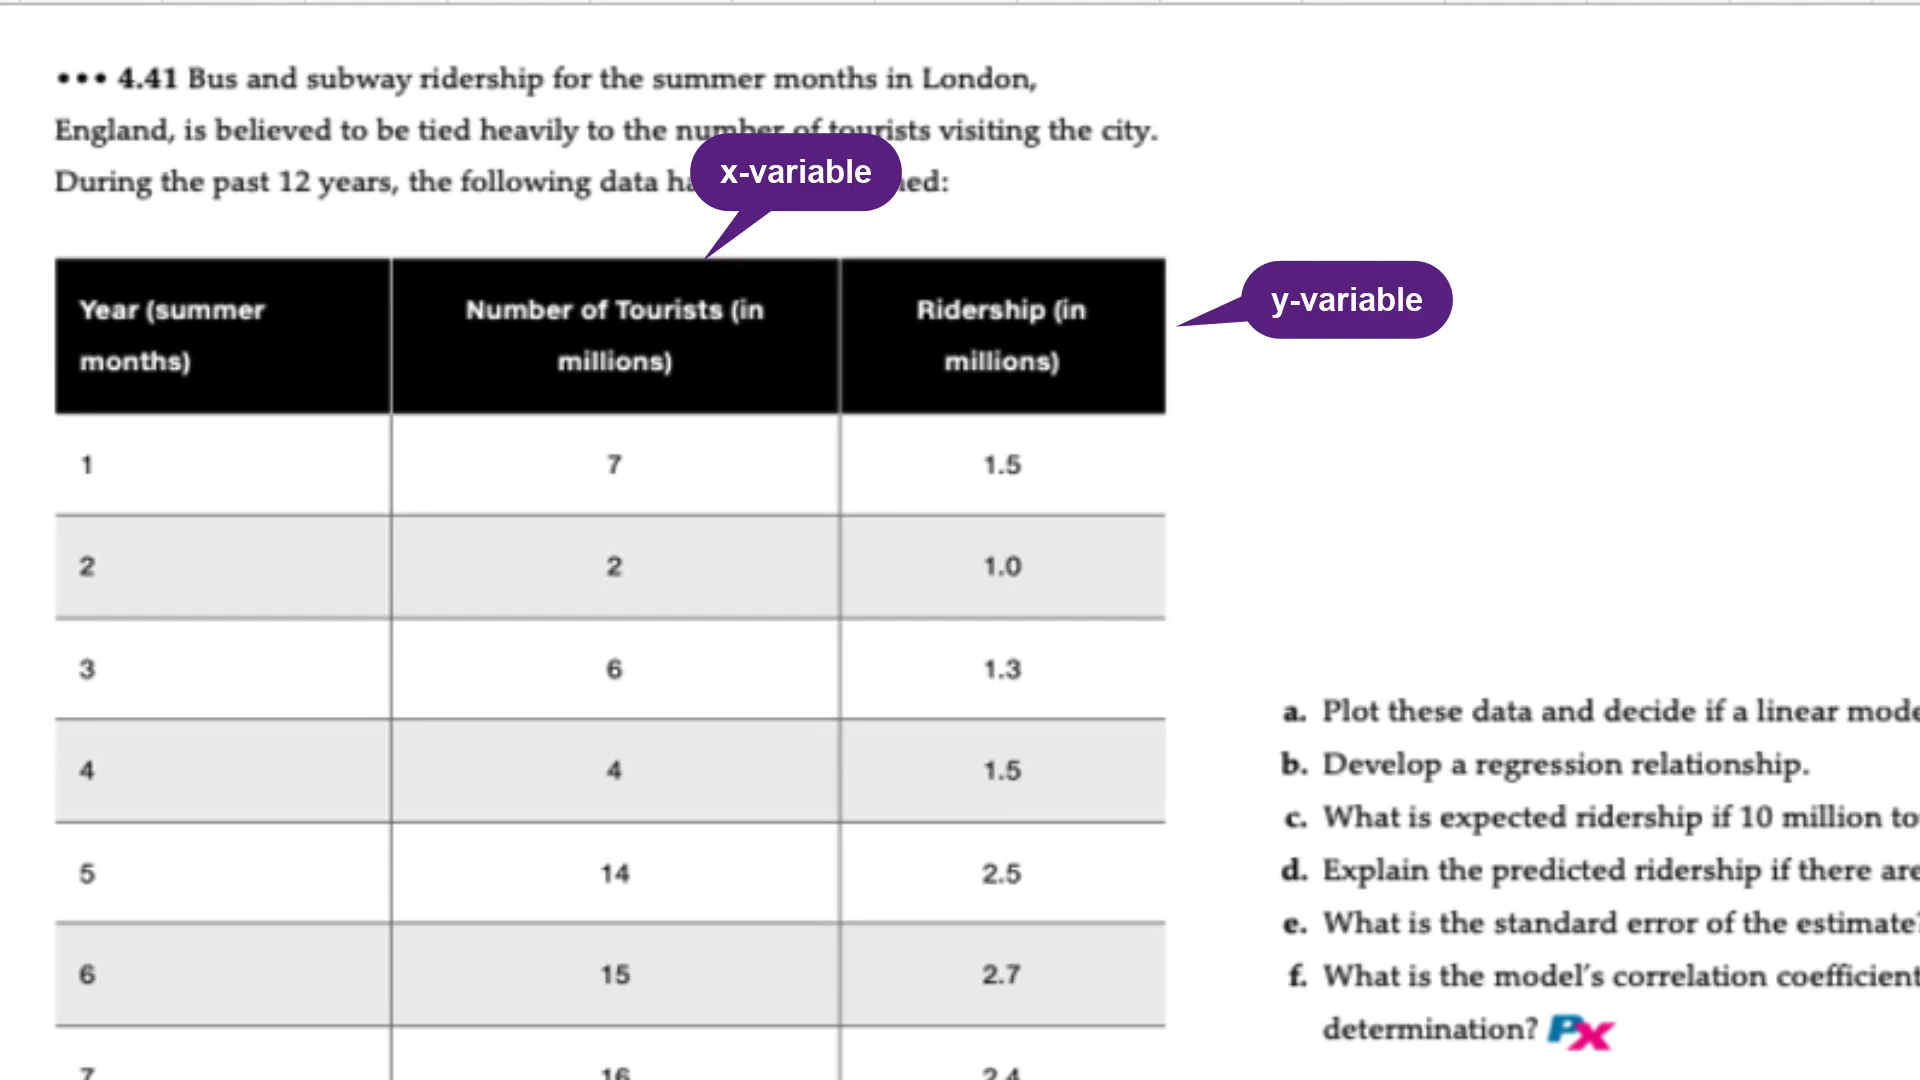 ••• 4.41 Bus and subway ridership for the summer months in London,
England, is believed to be tied heavily to the number of tourists visiting the city.
During the past 12 years, the following data
x-variable
y-variable
Year (summer months) Number of Tourists (in millions) Ridership (in millions)
1 7 1.5
2 2 1.0
3 6 1.3
4 4 1.5
5 14 2.5
6 15 2.7
7 16 2.4
a. Plot these data and decide if a linear
b. Develop a regression relationship.
c. What is expected ridership if 10 million
d. Explain the predicted ridership if there are
e. What is the standard error of the estimate?
f. What is the model's correlation coefficient
determination? PX